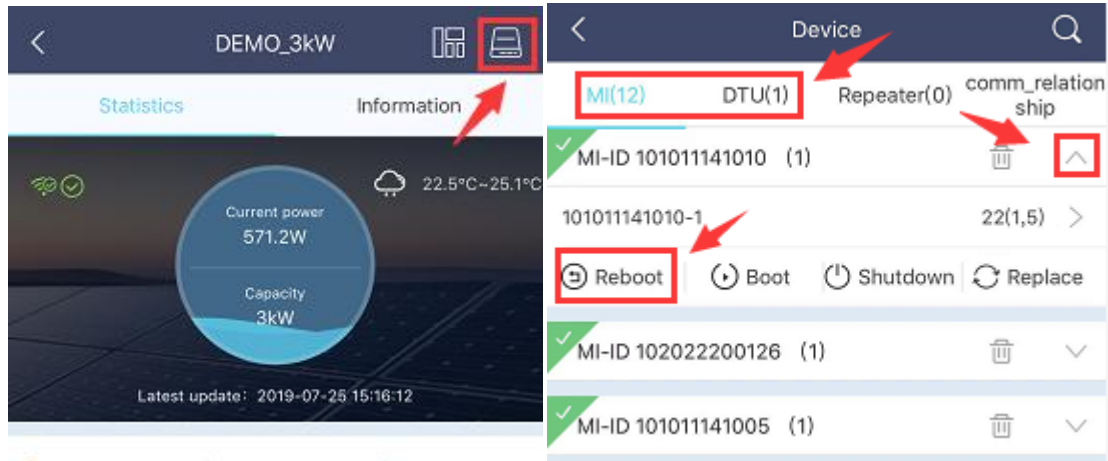 DEMO_3kW
Statistics Information
22.5°C~25.1°C
Current power
571.2W
Capacity
3kW
Latest update: 2019-07-25 15:16:12
Device
MI(12) DTU(1) Repeater(0) comm_relation
ship
MI-ID 101011141010 (1)
101011141010-1 22(1,5)
Reboot Boot Shutdown Replace
MI-ID 102022200126 (1)
MI-ID 101011141005 (1)